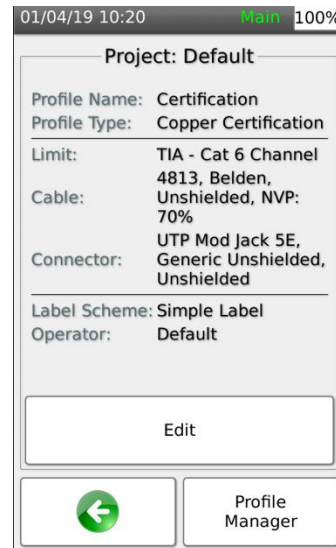 01/04/19 10:20 Main 100%
Project: Default
Profile Name: Certification
Profile Type: Copper Certification
Limit: TIA - Cat 6 Channel
Cable: 4813, Belden,
Unshielded, NVP:
70%
Connector: UTP Mod Jack 5E,
Generic Unshielded,
Unshielded
Label Scheme: Simple Label
Operator: Default
Edit
Profile
Manager